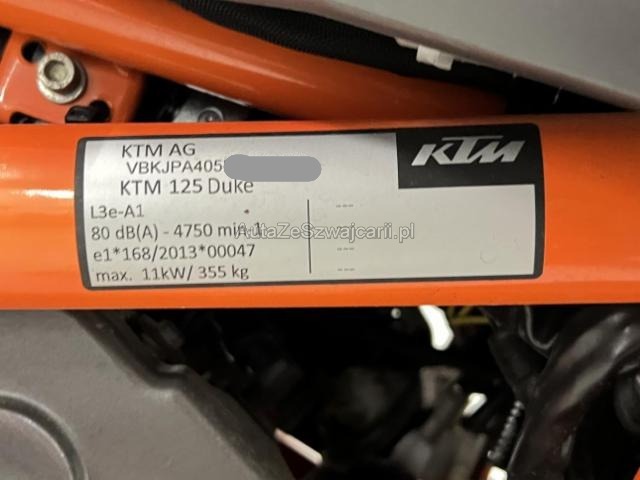 KTM AG
VBKJPA405
KTM 125 Duke
L3e-A1
80 dB(A) - 4750 min-1
e1*168/2013*00047
max. 11kW/ 355 kg
---
---
---
KTM
AutaZeSzwajcarii.pl